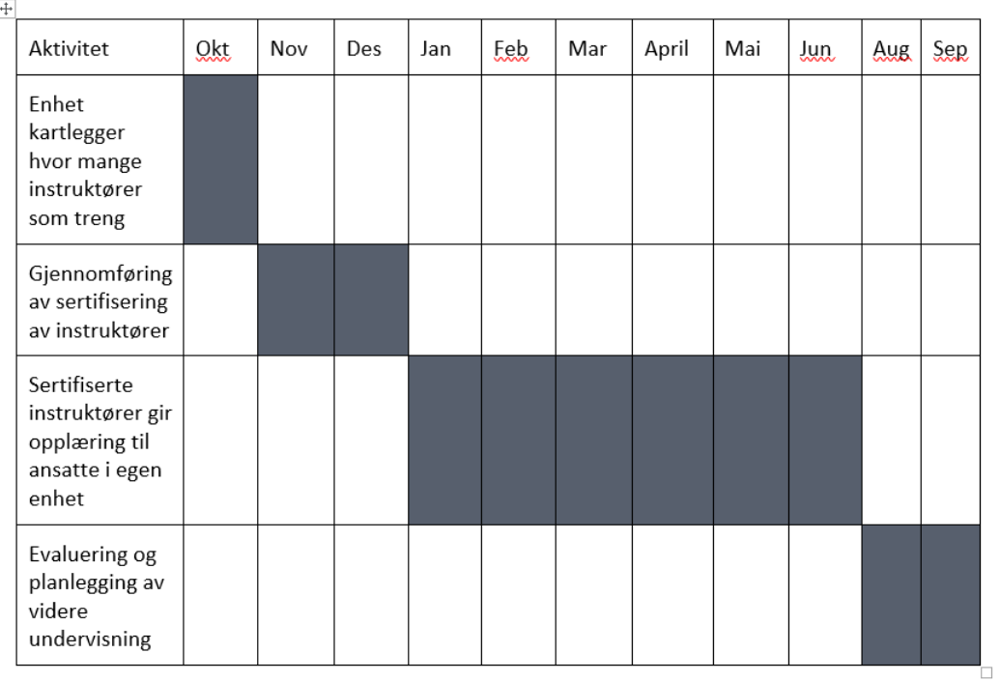 Aktivitet Okt Nov Des Jan Feb Mar April Mai Jun Aug Sep
Enhet
kartlegger
hvor mange
instruktører
som treng
Gjennomføring
av sertifisering
av instruktører
Sertifiserte
instruktører gir
opplæring til
ansatte i egen
enhet
Evaluering og
planlegging av
videre
undervisning